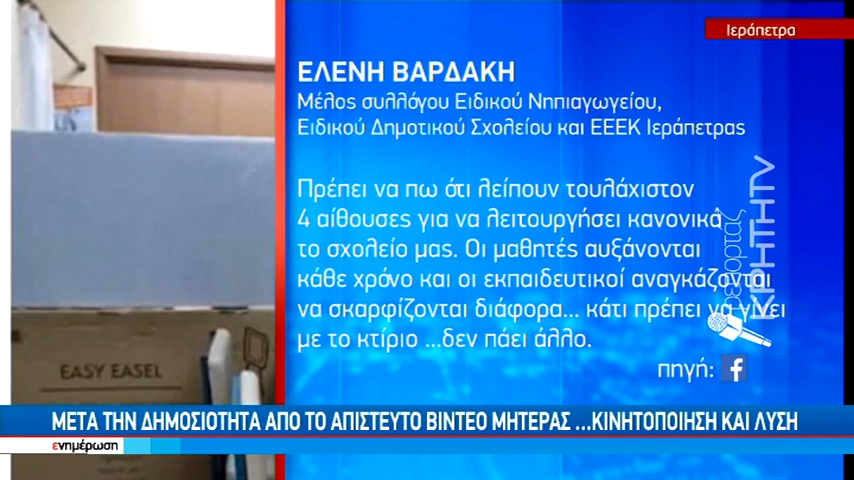 Ιεράπετρα
ΕΛΕΝΗ ΒΑΡΔΑΚΗ
Μέλος συλλόγου Ειδικού Νηπιαγωγείου,
Ειδικού Δημοτικού Σχολείου και ΕΕΕΚ Ιεράπετρας
Πρέπει να πω ότι λείπουν τουλάχιστον
4 αίθουσες για να λειτουργήσει κανονικά
το σχολείο μας. Οι μαθητές αυξάνονται
κάθε χρόνο και οι εκπαιδευτικοί αναγκάζονται
να σκαρφίζονται διάφορα... κάτι πρέπει να γίνει
με το κτίριο ...δεν πάει άλλο.
πηγή: f
ρεπορτάζ
ΚΡΗΤΗTV
EASY EASEL
ΜΕΤΑ ΤΗΝ ΔΗΜΟΣΙΟΤΗΤΑ ΑΠΟ ΤΟ ΑΠΙΣΤΕΥΤΟ ΒΙΝΤΕΟ ΜΗΤΕΡΑΣ ...ΚΙΝΗΤΟΠΟΙΗΣΗ ΚΑΙ ΛΥΣΗ
ενημέρωση